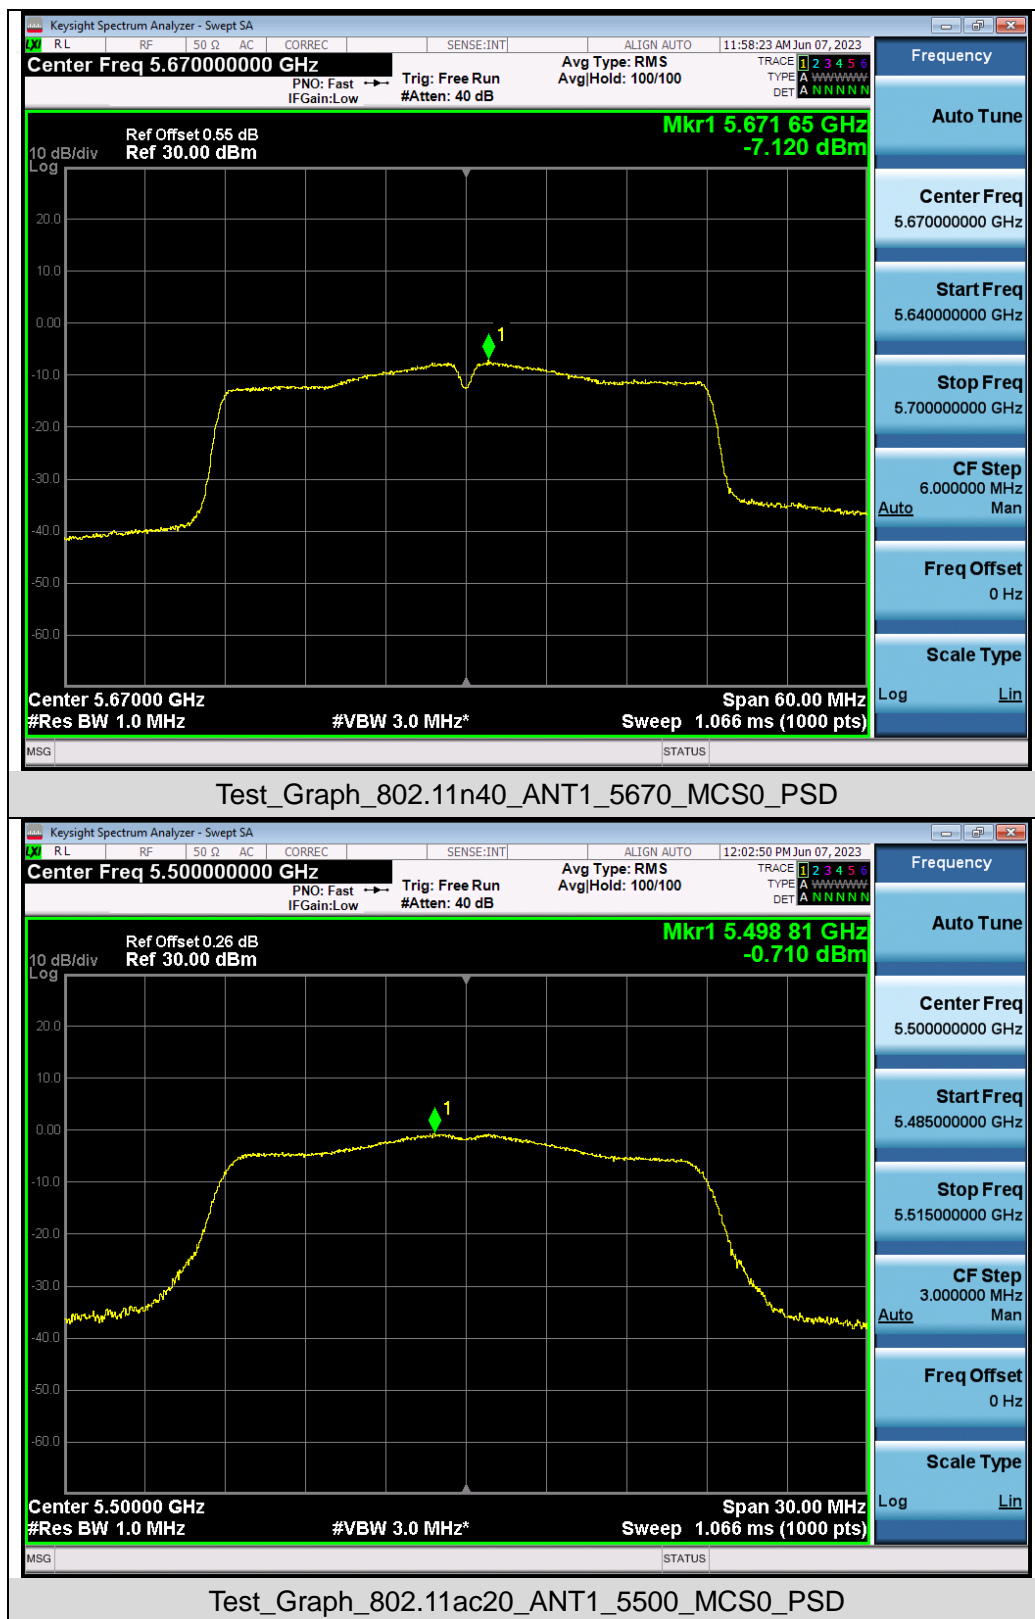 Keysight Spectrum Analyzer - Swept SA
LXI RL RF 50 Ω AC CORREC SENSE:INT ALIGN AUTO 11:58:23 AM Jun 07, 2023
Center Freq 5.670000000 GHz
PNO: Fast
IFGain:Low
Trig: Free Run
#Atten: 40 dB
Avg Type: RMS
Avg|Hold: 100/100
TRACE 1 2 3 4 5 6
TYPE A WWWWW
DET A N N N N N
Frequency
Ref Offset 0.55 dB
10 dB/div Ref 30.00 dBm
Log
Mkr1 5.671 65 GHz
-7.120 dBm
20.0
10.0
0.00
-10.0
-20.0
-30.0
-40.0
-50.0
-60.0
1
Center 5.67000 GHz
#Res BW 1.0 MHz
#VBW 3.0 MHz*
Span 60.00 MHz
Sweep 1.066 ms (1000 pts)
Auto Tune
Center Freq
5.670000000 GHz
Start Freq
5.640000000 GHz
Stop Freq
5.700000000 GHz
CF Step
6.000000 MHz
Auto Man
Freq Offset
0 Hz
Scale Type
Log Lin
MSG STATUS
Test_Graph_802.11n40_ANT1_5670_MCS0_PSD
Keysight Spectrum Analyzer - Swept SA
LXI RL RF 50 Ω AC CORREC SENSE:INT ALIGN AUTO 12:02:50 PM Jun 07, 2023
Center Freq 5.500000000 GHz
PNO: Fast
IFGain:Low
Trig: Free Run
#Atten: 40 dB
Avg Type: RMS
Avg|Hold: 100/100
TRACE 1 2 3 4 5 6
TYPE A WWWWW
DET A N N N N N
Frequency
Ref Offset 0.26 dB
10 dB/div Ref 30.00 dBm
Log
Mkr1 5.498 81 GHz
-0.710 dBm
20.0
10.0
0.00
-10.0
-20.0
-30.0
-40.0
-50.0
-60.0
1
Center 5.50000 GHz
#Res BW 1.0 MHz
#VBW 3.0 MHz*
Span 30.00 MHz
Sweep 1.066 ms (1000 pts)
Auto Tune
Center Freq
5.500000000 GHz
Start Freq
5.485000000 GHz
Stop Freq
5.515000000 GHz
CF Step
3.000000 MHz
Auto Man
Freq Offset
0 Hz
Scale Type
Log Lin
MSG STATUS
Test_Graph_802.11ac20_ANT1_5500_MCS0_PSD